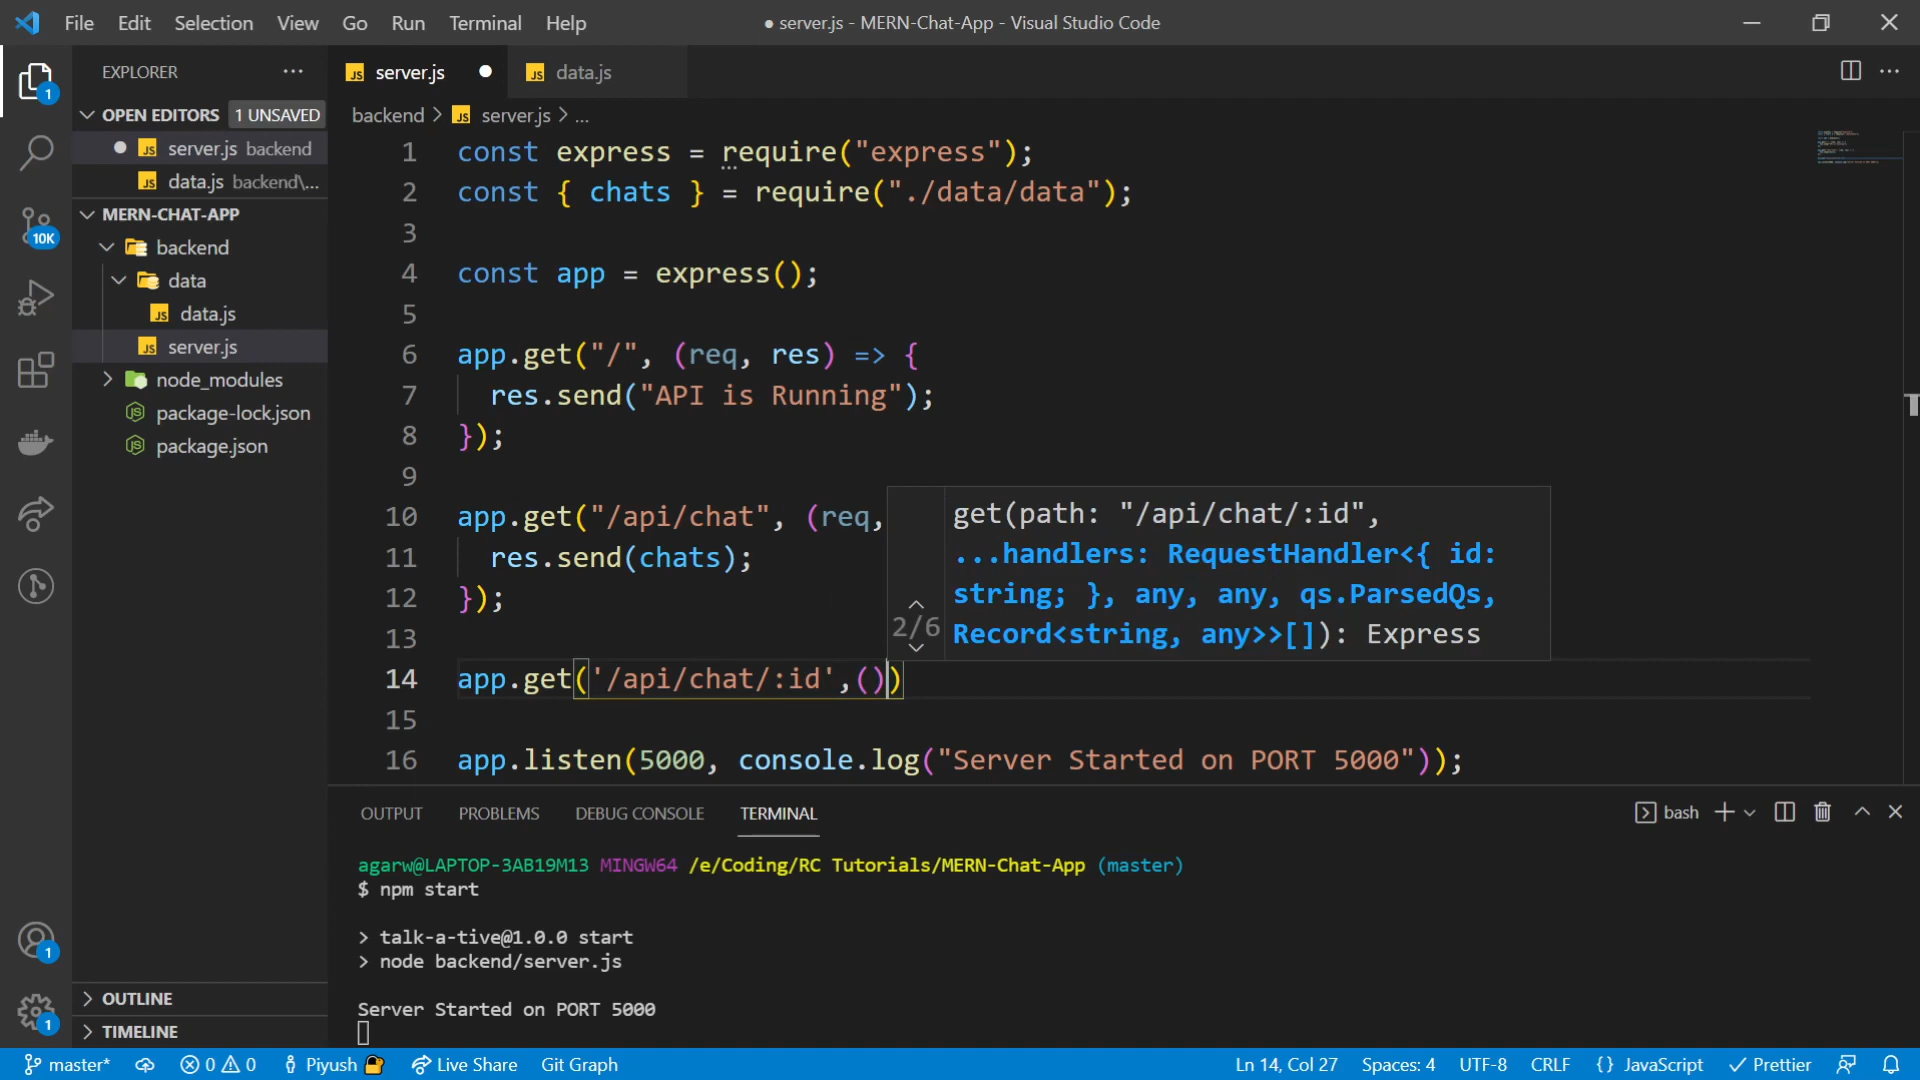 File Edit Selection View Go Run Terminal Help
● server.js - MERN-Chat-App - Visual Studio Code
EXPLORER
OPEN EDITORS 1 UNSAVED
server.js backend
data.js backend\...
MERN-CHAT-APP
backend
data
data.js
server.js
node_modules
package-lock.json
package.json
OUTLINE
TIMELINE
1
10K
1
1
server.js
data.js
backend > server.js > ...
1 const express = require("express");
2 const { chats } = require("./data/data");
3
4 const app = express();
5
6 app.get("/", (req, res) => {
7 res.send("API is Running");
8 });
9
10 app.get("/api/chat", (req,
11 res.send(chats);
12 });
13
14 app.get('/api/chat/:id',())
15
16 app.listen(5000, console.log("Server Started on PORT 5000"));
get(path: "/api/chat/:id",
...handlers: RequestHandler<{ id:
string; }, any, any, qs.ParsedQs,
2/6
Record<string, any>>[]): Express
OUTPUT PROBLEMS DEBUG CONSOLE TERMINAL
bash
agarw@LAPTOP-3AB19M13 MINGW64 /e/Coding/RC Tutorials/MERN-Chat-App (master)
$ npm start
> talk-a-tive@1.0.0 start
> node backend/server.js
Server Started on PORT 5000
master* 0 0 Piyush Live Share Git Graph
Ln 14, Col 27 Spaces: 4 UTF-8 CRLF {} JavaScript Prettier